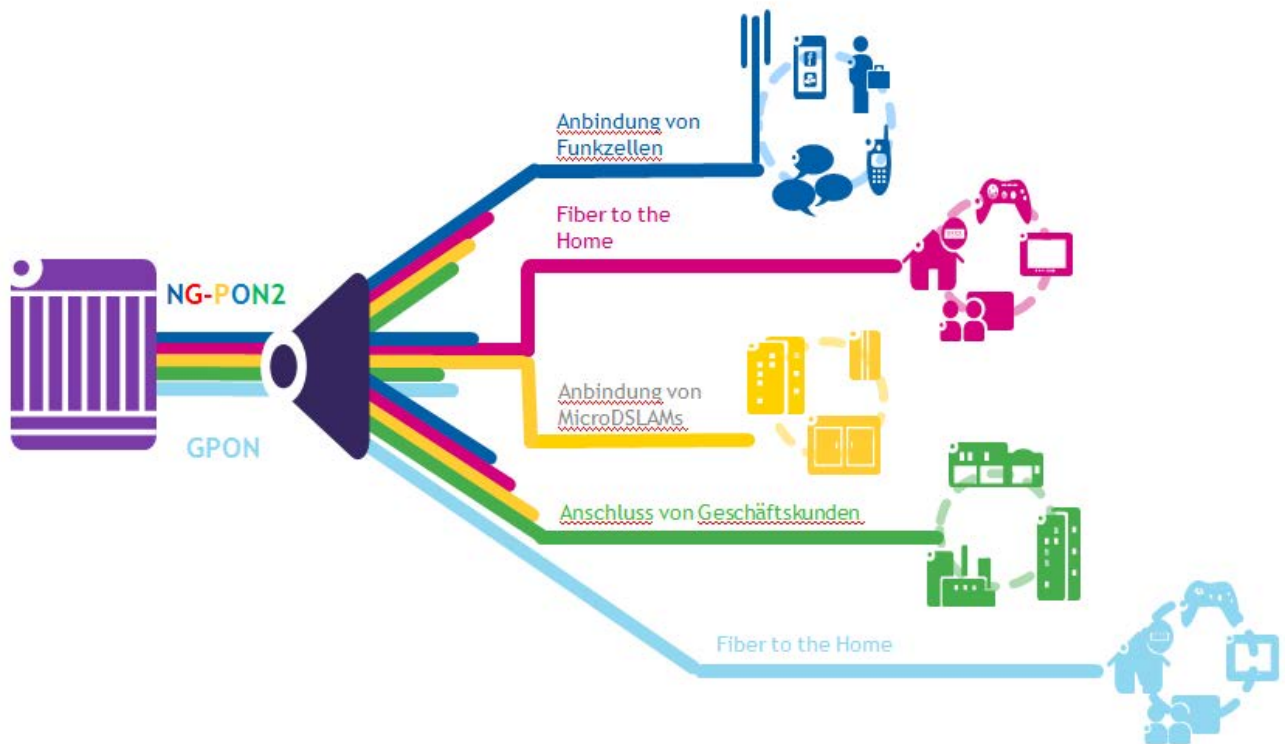 Anbindung von
Funkzellen
Fiber to the
Home
NG-PON2
Anbindung von
MicroDSLAMs
GPON
Anschluss von Geschäftskunden
Fiber to the Home